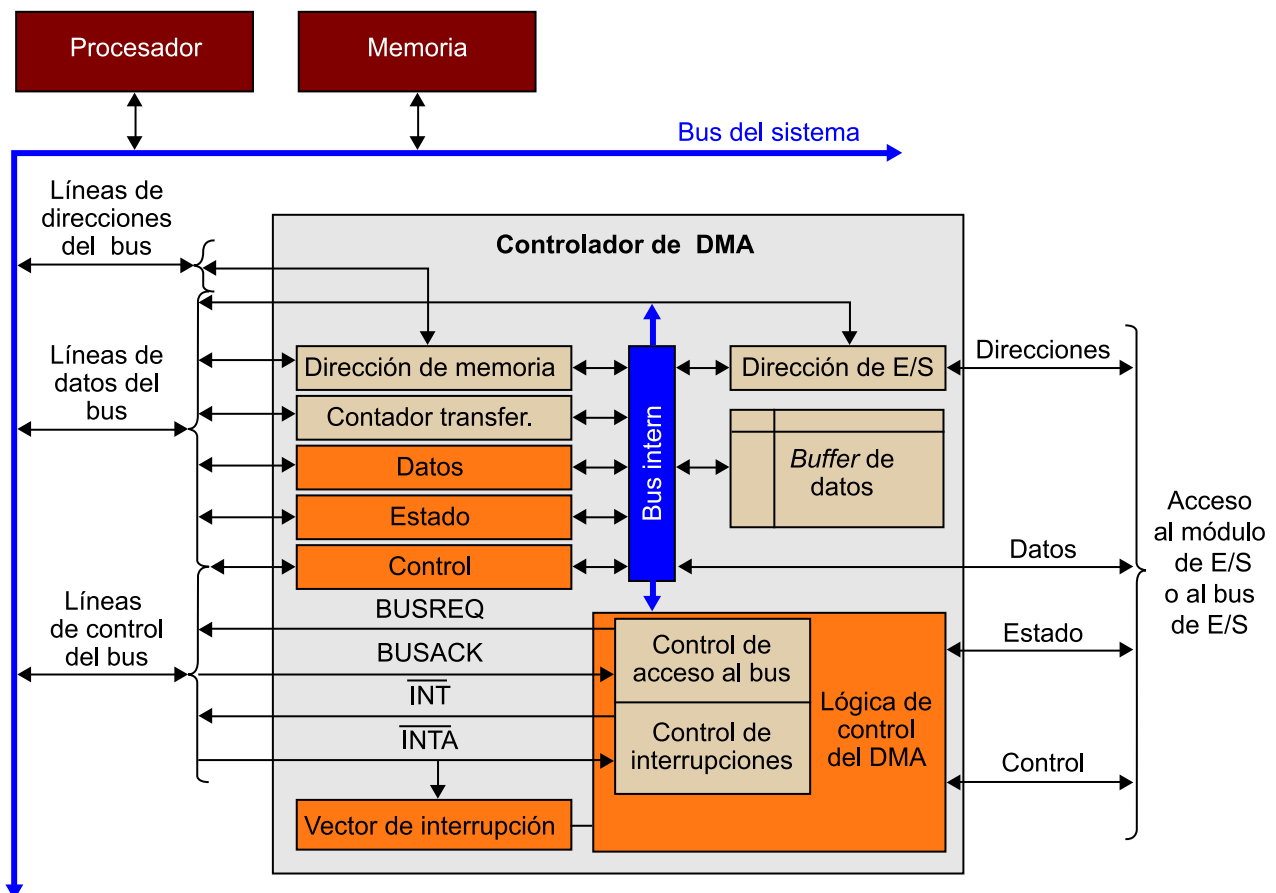 Procesador
Memoria
Bus del sistema
Líneas de
direcciones
del bus
Controlador de DMA
Líneas de
datos del
bus
Dirección de memoria
Contador transfer.
Datos
Estado
Control
Bus intern
Dirección de E/S
Buffer de
datos
Direcciones
Datos
Estado
Control
Acceso
al módulo
de E/S
o al bus
de E/S
Líneas
de control
del bus
BUSREQ
BUSACK
INT
INTA
Control de
acceso al bus
Control de
interrupciones
Lógica de
control
del DMA
Vector de interrupción